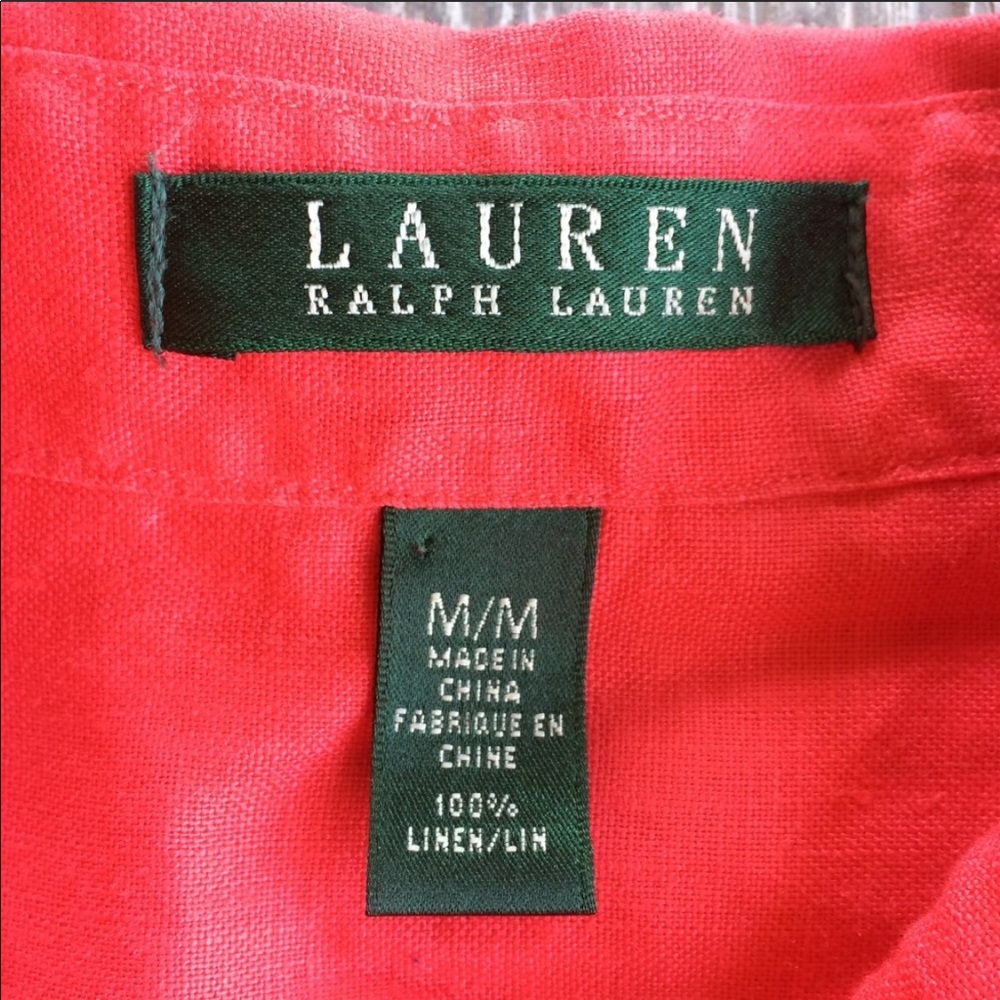 LAUREN
RALPH LAUREN
M/M
MADE IN
CHINA
FABRIQUE EN
CHINE
100%
LINEN/LIN